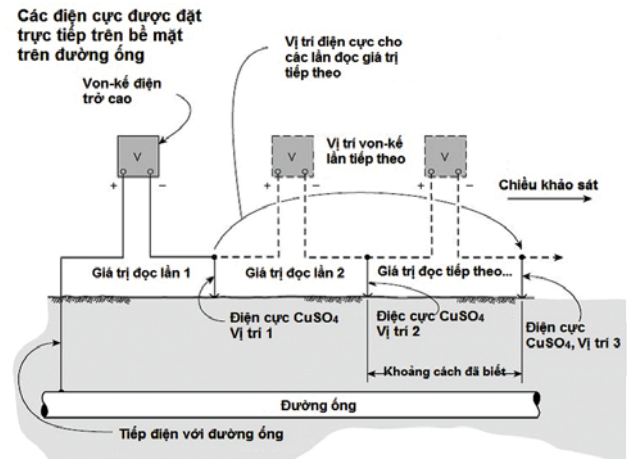 Các điện cực được đặt
trực tiếp trên bề mặt
trên đường ống
Vị trí điện cực cho
các lần đọc giá trị
tiếp theo
Von-kế điện
trở cao
V
V
V
Vị trí von-kế
lần tiếp theo
+ –
+ –
+ –
Chiều khảo sát
Giá trị đọc lần 1
Giá trị đọc lần 2
Giá trị đọc tiếp theo...
Điện cực CuSO4
Vị trí 1
Điệc cực CuSO4
Vị trí 2
Điện cực
CuSO4, Vị trí 3
Khoảng cách đã biết
Đường ống
Tiếp điện với đường ống